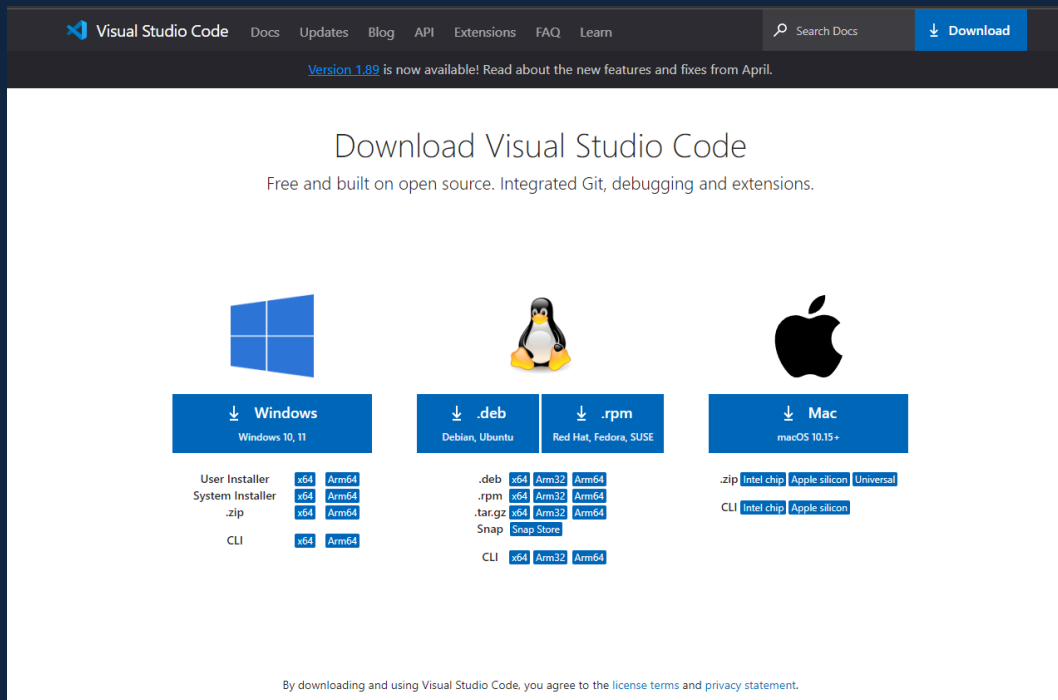 Visual Studio Code Docs Updates Blog API Extensions FAQ Learn Search Docs Download
Version 1.89 is now available! Read about the new features and fixes from April.
Download Visual Studio Code
Free and built on open source. Integrated Git, debugging and extensions.
Windows
Windows 10, 11
User Installer x64 Arm64
System Installer x64 Arm64
.zip x64 Arm64
CLI x64 Arm64
.deb
Debian, Ubuntu
.rpm
Red Hat, Fedora, SUSE
.deb x64 Arm32 Arm64
.rpm x64 Arm32 Arm64
.tar.gz x64 Arm32 Arm64
Snap Snap Store
CLI x64 Arm32 Arm64
Mac
macOS 10.15+
.zip Intel chip Apple silicon Universal
CLI Intel chip Apple silicon
By downloading and using Visual Studio Code, you agree to the license terms and privacy statement.